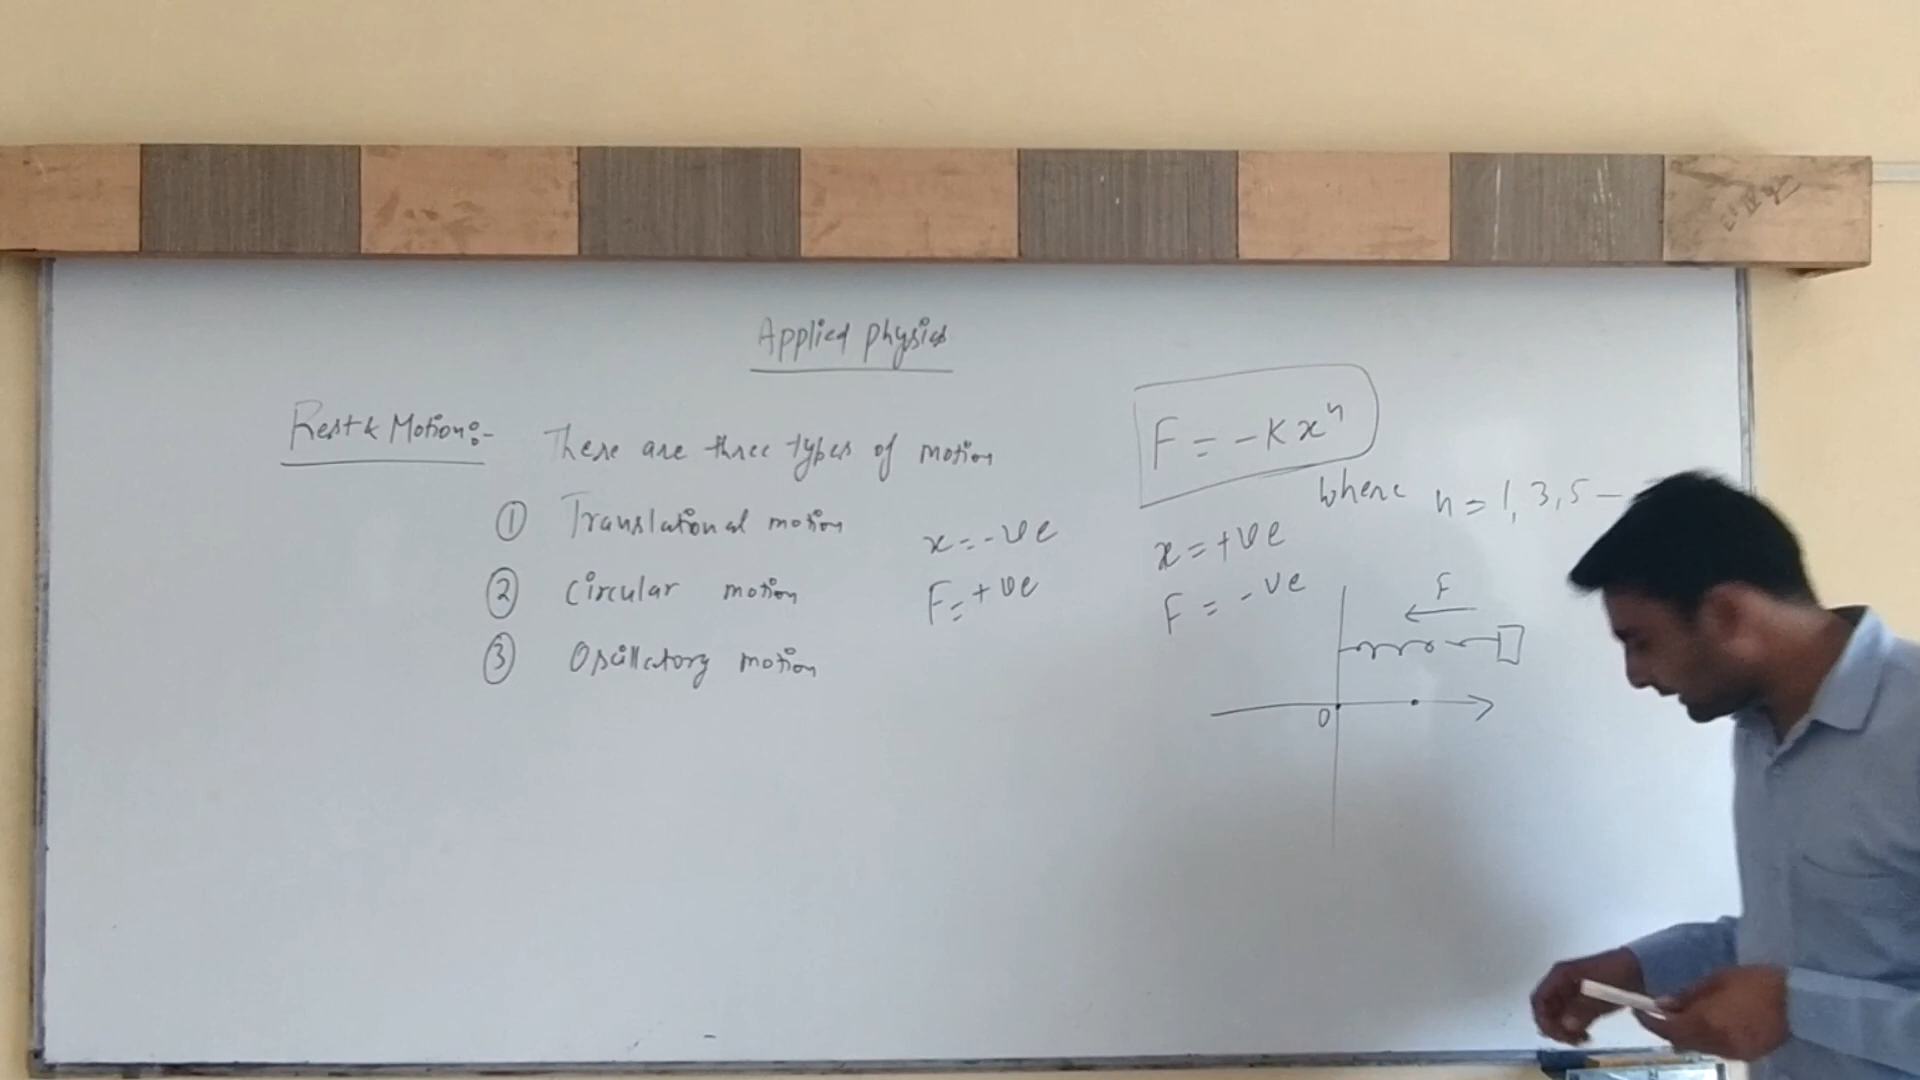 Applied physics
Rest & Motion:-
There are three types of motion
① Translational motion
② Circular motion
③ Oscillatory motion
x = -ve
F = +ve
F = -Kx^n
where n = 1, 3, 5 -
x = +ve
F = -ve
F
O